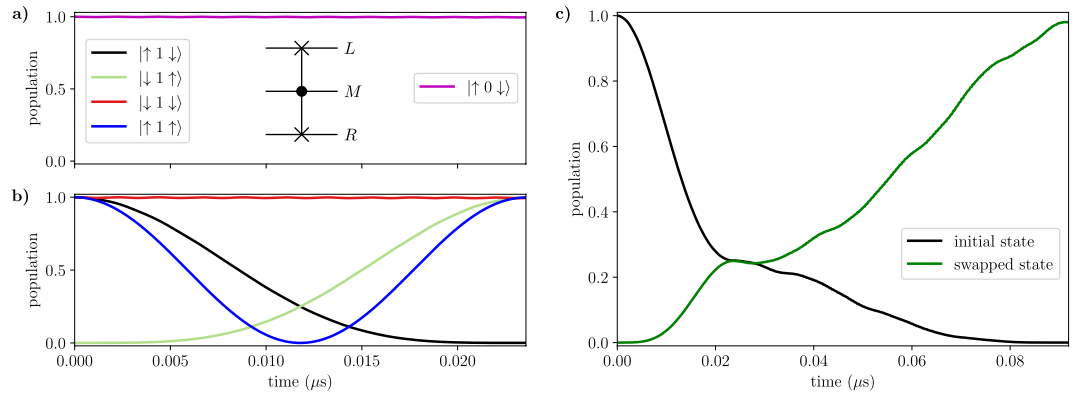 a)
1.0
0.5
0.0
population
|↑ 1 ↓⟩
|↓ 1 ↑⟩
|↓ 1 ↓⟩
|↑ 1 ↑⟩
L
M
R
|↑ 0 ↓⟩
b)
1.0
0.5
0.0
population
0.000 0.005 0.010 0.015 0.020
time (μs)
c)
1.0
0.8
0.6
0.4
0.2
0.0
population
initial state
swapped state
0.00 0.02 0.04 0.06 0.08
time (μs)